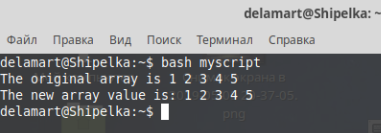 delamart@Shipelka: ~
Файл Правка Вид Поиск Терминал Справка
delamart@Shipelka:~$ bash myscript
The original array is 1 2 3 4 5
The new array value is: 1 2 3 4 5
delamart@Shipelka:~$